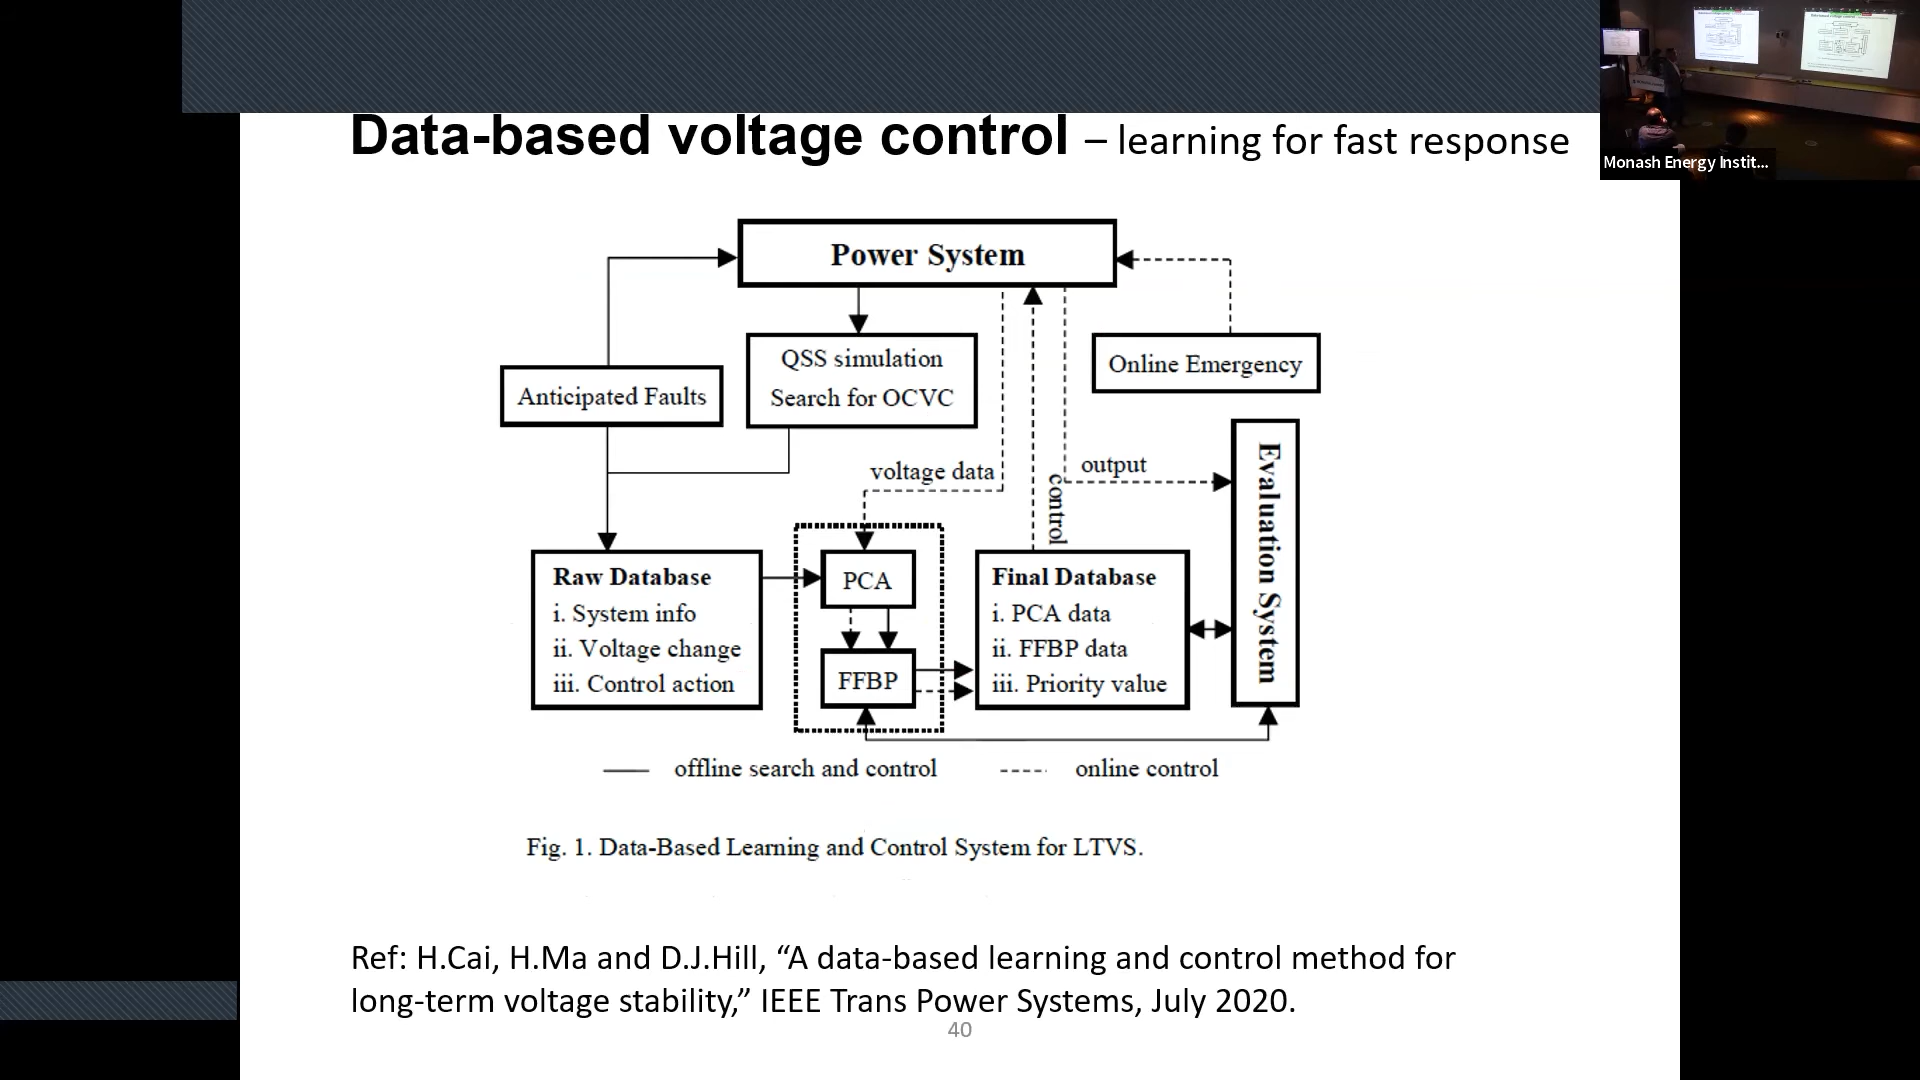 Data-based voltage control – learning for fast response
Monash Energy Instit...
Power System
QSS simulation
Search for OCVC
Online Emergency
Anticipated Faults
voltage data
output
control
Evaluation System
Raw Database
i. System info
ii. Voltage change
iii. Control action
PCA
FFBP
Final Database
i. PCA data
ii. FFBP data
iii. Priority value
offline search and control
online control
Fig. 1. Data-Based Learning and Control System for LTVS.
Ref: H.Cai, H.Ma and D.J.Hill, “A data-based learning and control method for
long-term voltage stability,” IEEE Trans Power Systems, July 2020.
40